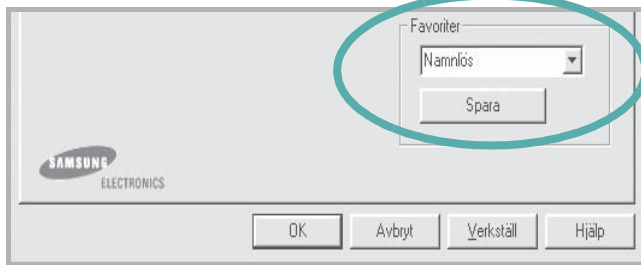 Favoriter
Namnlös
Spara
SAMSUNG
ELECTRONICS
OK Avbryt Verkställ Hjälp